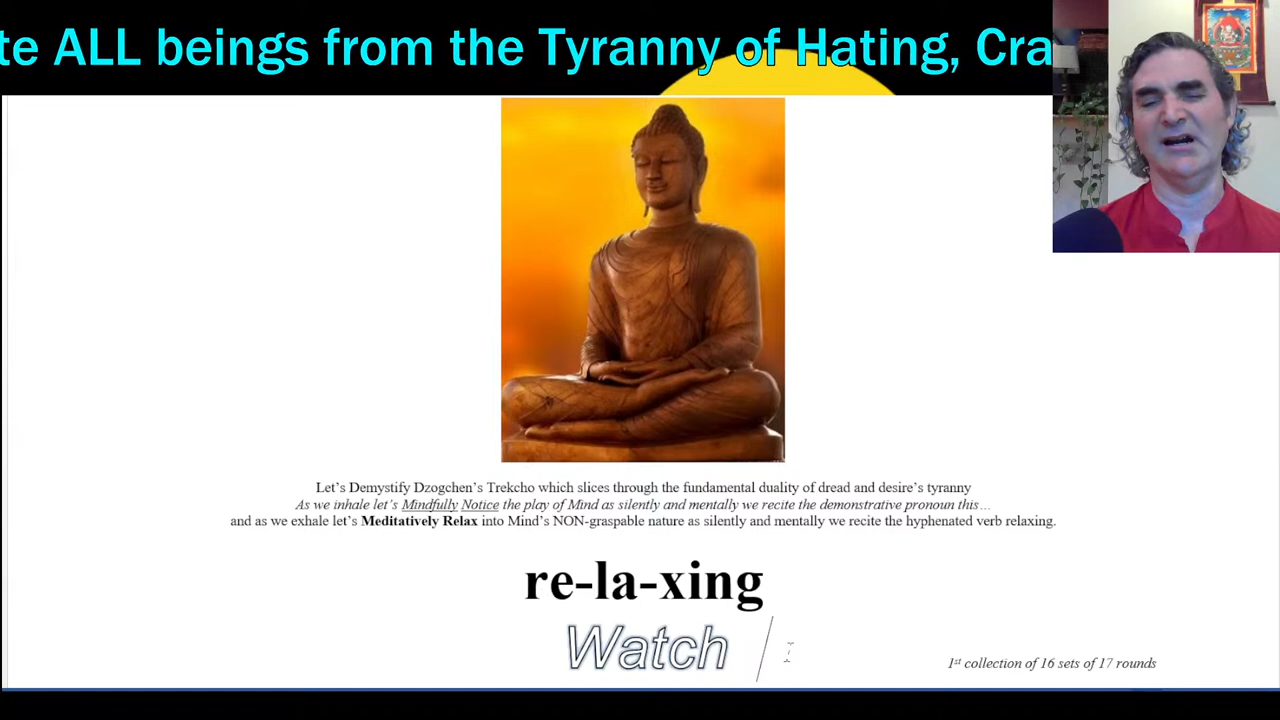 te ALL beings from the Tyranny of Hating, Cra
Let's Demystify Dzogchen's Trekcho which slices through the fundamental duality of dread and desire's tyranny
As we inhale let's Mindfully Notice the play of Mind as silently and mentally we recite the demonstrative pronoun this…
and as we exhale let's Meditatively Relax into Mind's NON-graspable nature as silently and mentally we recite the hyphenated verb relaxing.
re-la-xing
Watch
1st collection of 16 sets of 17 rounds